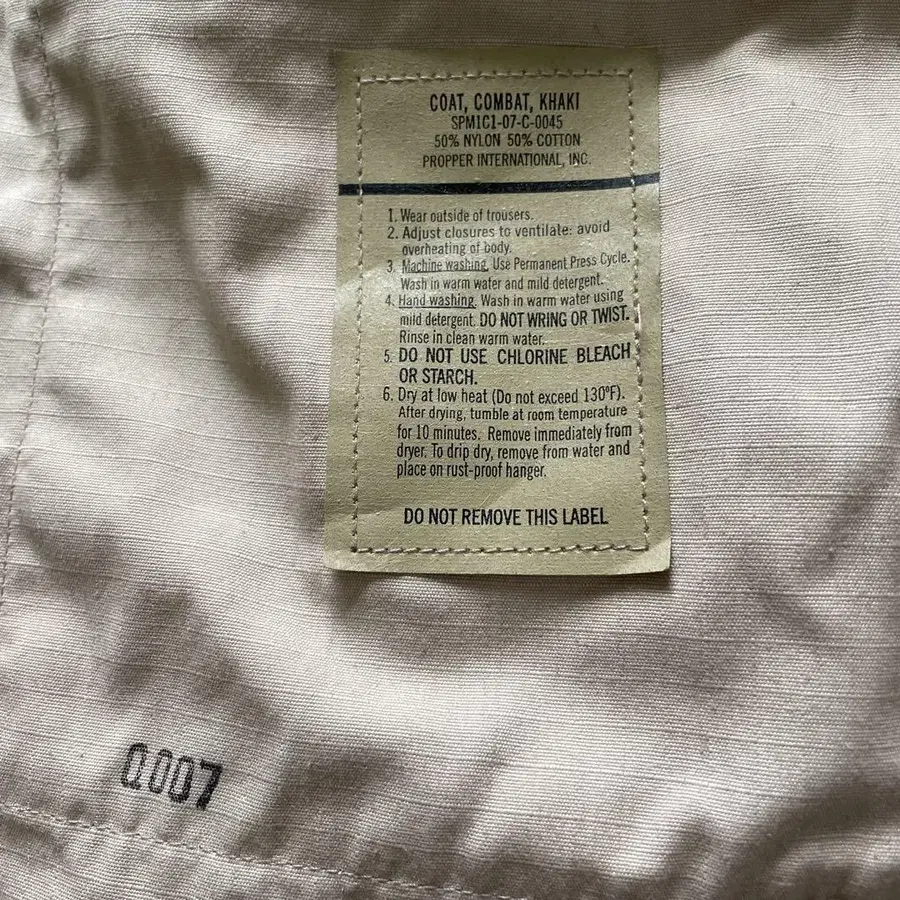 COAT, COMBAT, KHAKI
SPM1C1-07-C-0045
50% NYLON 50% COTTON
PROPPER INTERNATIONAL, INC.
1. Wear outside of trousers.
2. Adjust closures to ventilate: avoid
overheating of body.
3. Machine washing. Use Permanent Press Cycle.
Wash in warm water and mild detergent.
4. Hand washing. Wash in warm water using
mild detergent. DO NOT WRING OR TWIST.
Rinse in clean warm water.
5. DO NOT USE CHLORINE BLEACH
OR STARCH.
6. Dry at low heat (Do not exceed 130°F).
After drying, tumble at room temperature
for 10 minutes. Remove immediately from
dryer. To drip dry, remove from water and
place on rust-proof hanger.
DO NOT REMOVE THIS LABEL
Q007